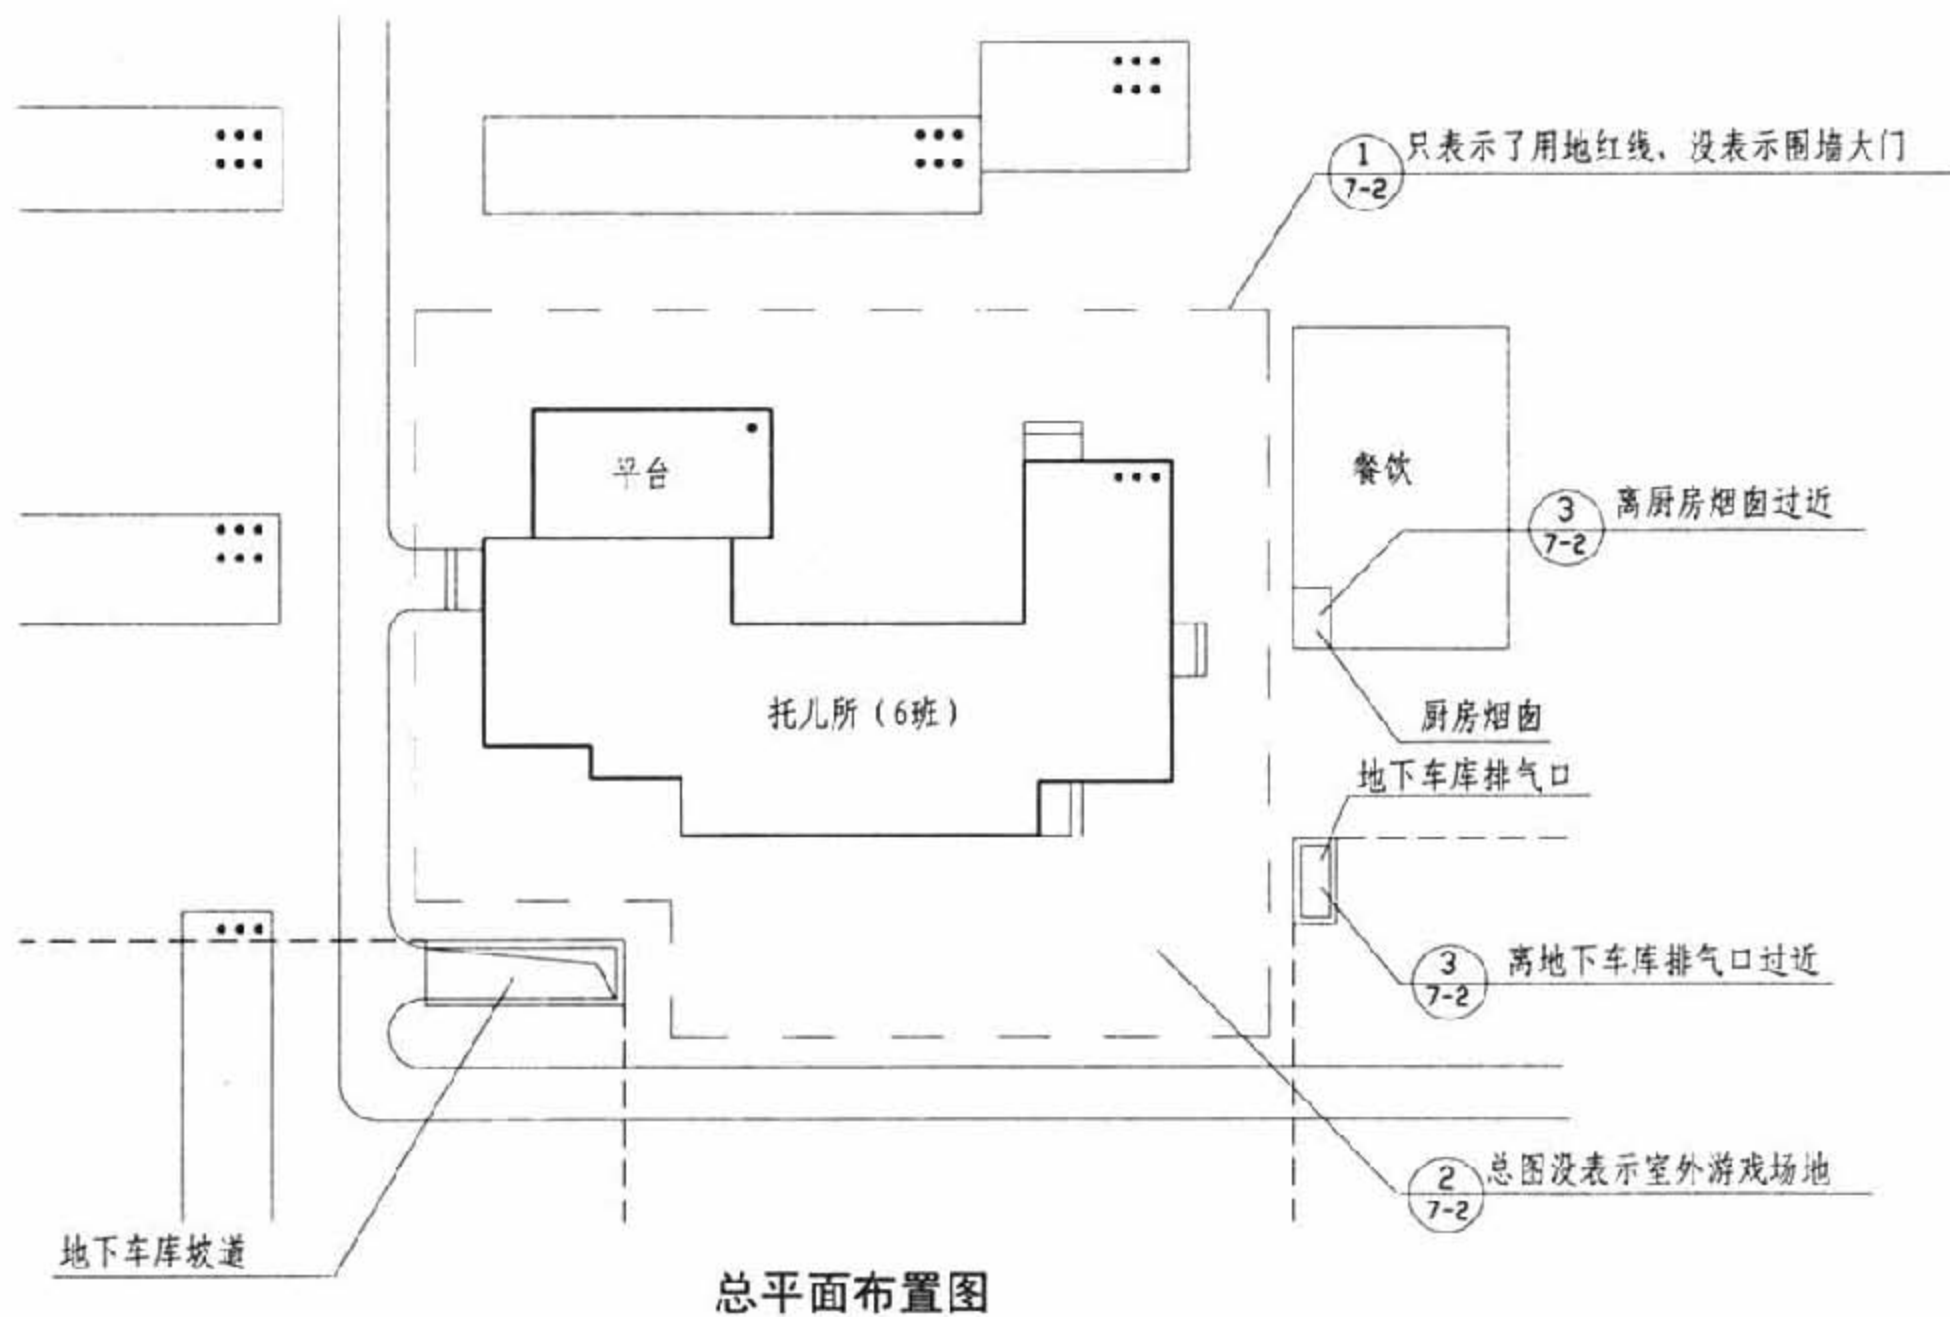 1
7-2
只表示了用地红线、没表示围墙大门
平台
餐饮
3
7-2
离厨房烟囱过近
托儿所（6班）
厨房烟囱
地下车库排气口
3
7-2
离地下车库排气口过近
2
7-2
总图没表示室外游戏场地
地下车库坡道
总平面布置图